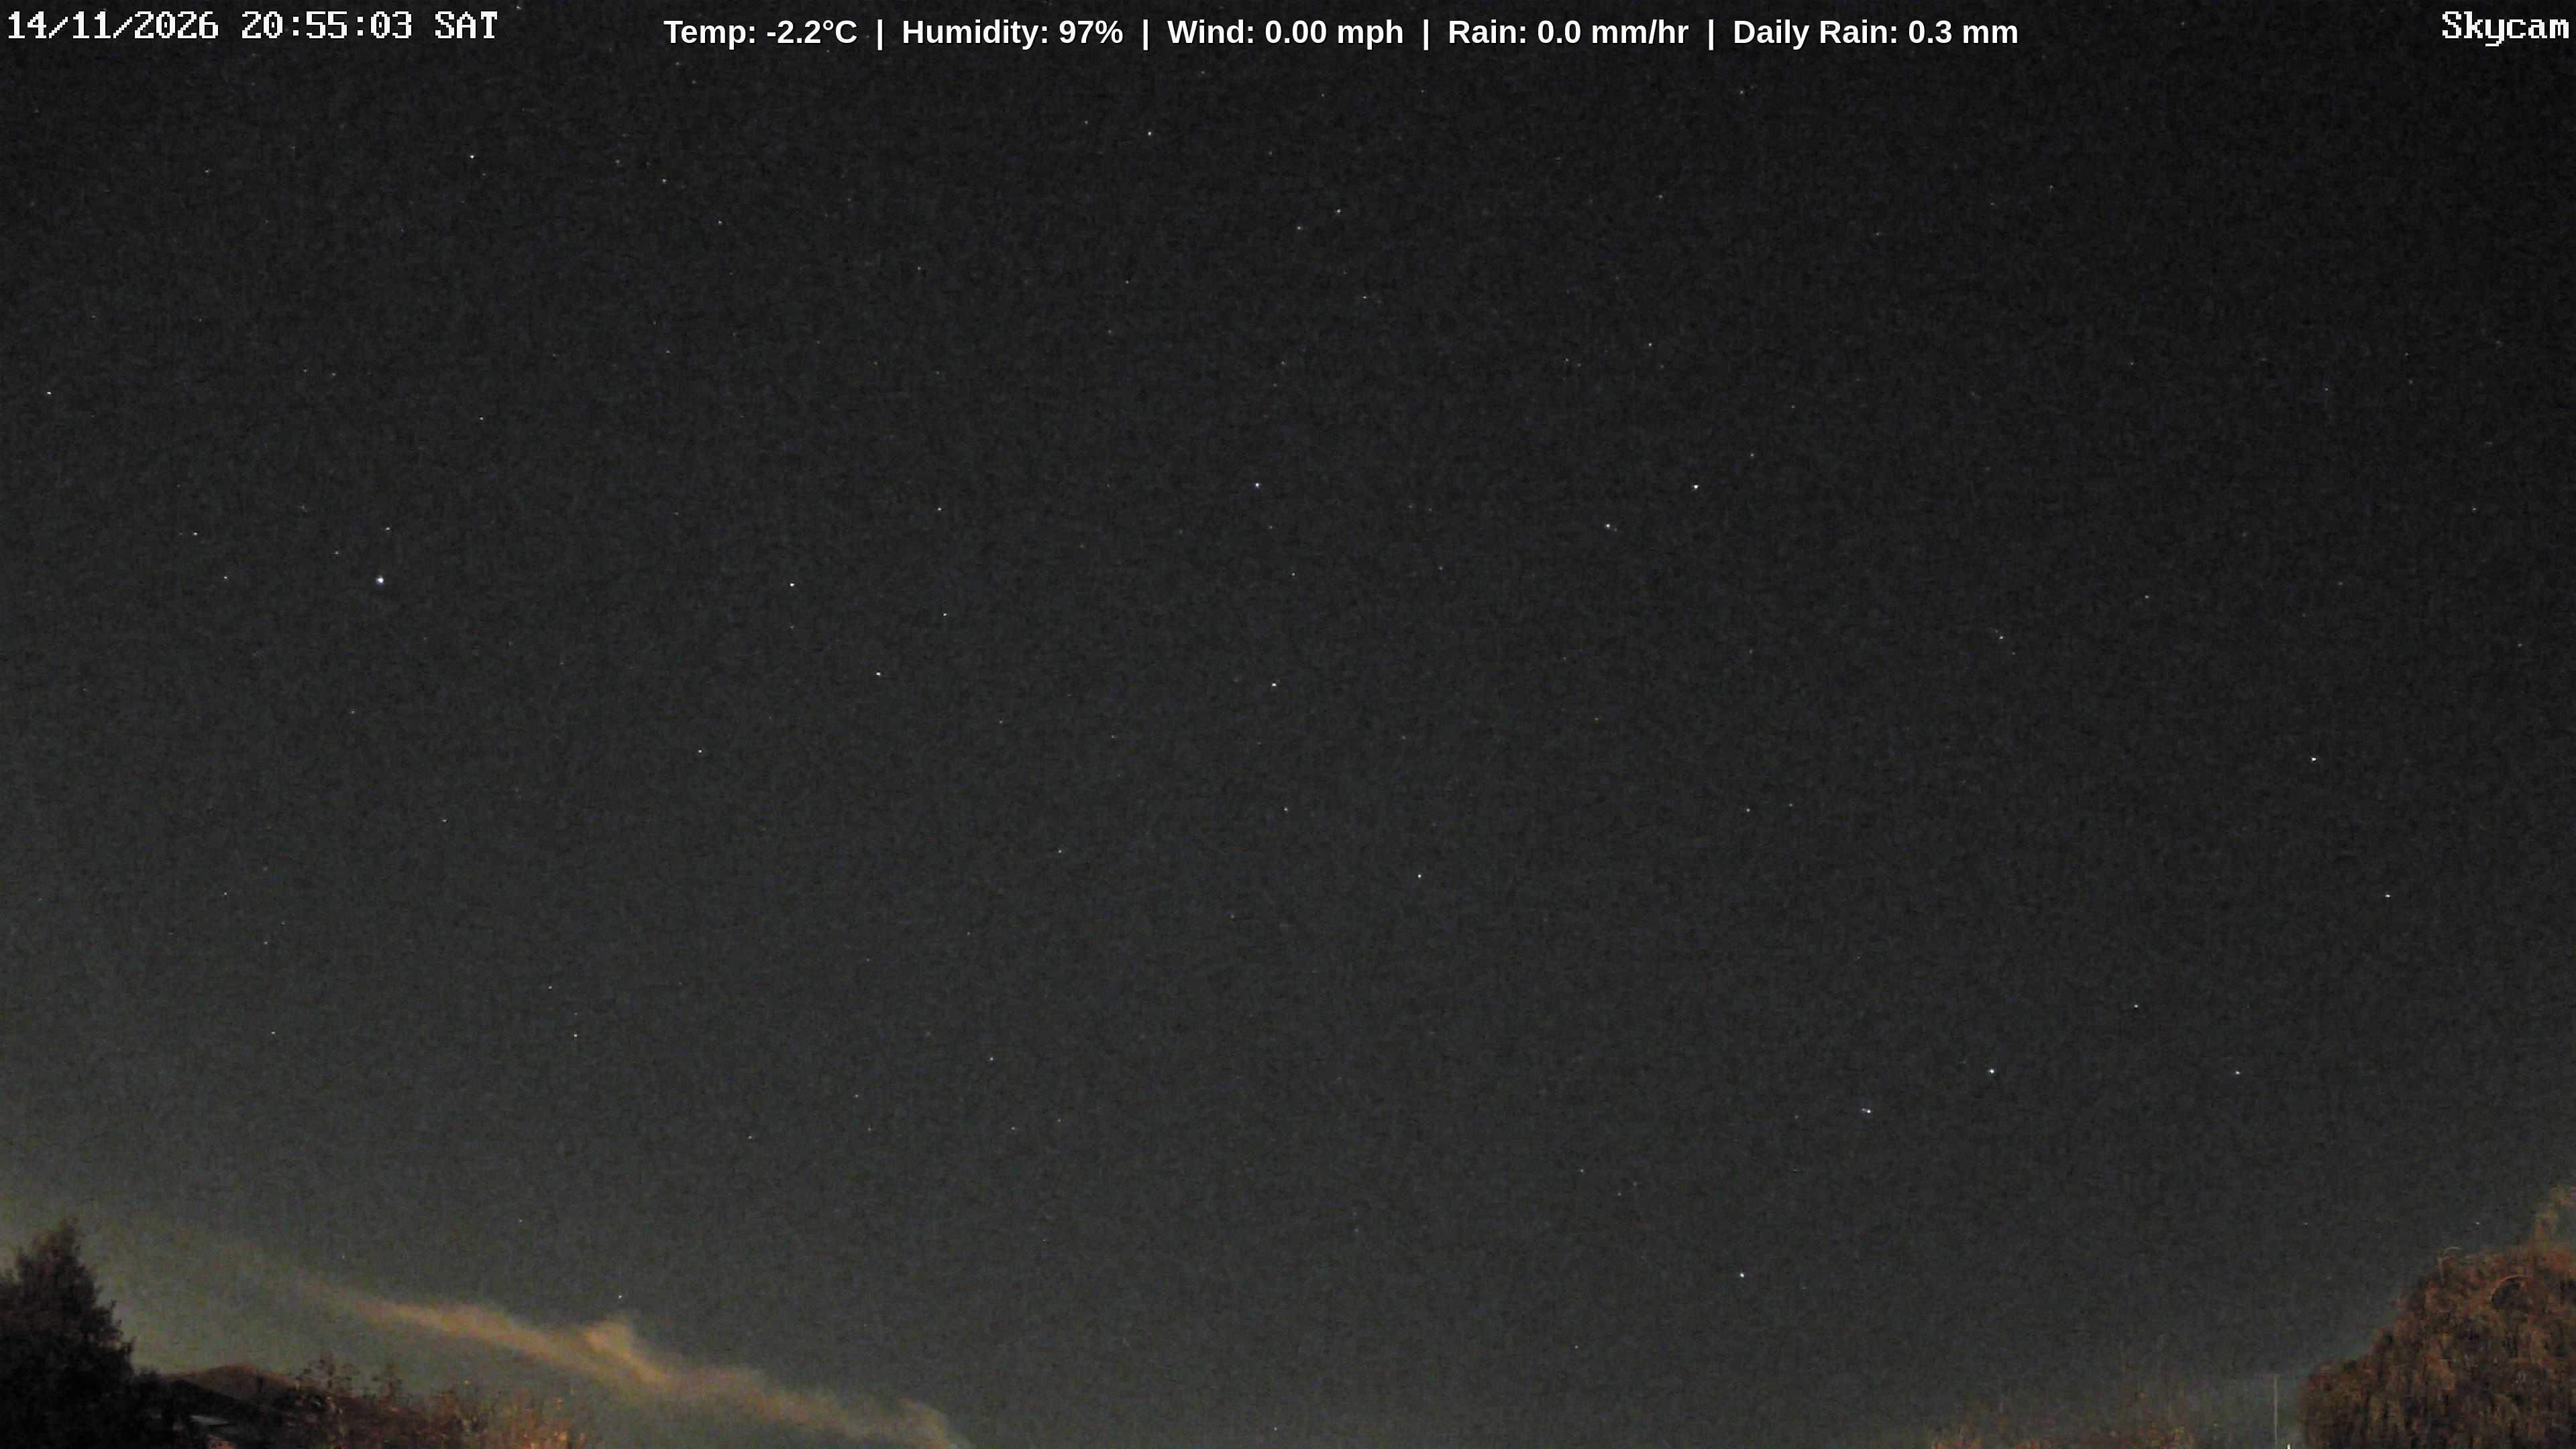 14/11/2026 20:55:03 SAT
Temp: -2.2°C | Humidity: 97% | Wind: 0.00 mph | Rain: 0.0 mm/hr | Daily Rain: 0.3 mm
Skycam